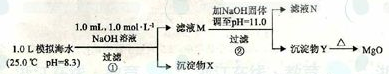 1.0 L模拟海水
(25.0℃ pH=8.3)
1.0 mL, 1.0 mol·L⁻¹
NaOH溶液
过滤
①
滤液M
沉淀物X
加NaOH固体
调至pH=11.0
过滤
②
滤液N
沉淀物Y
△
MgO